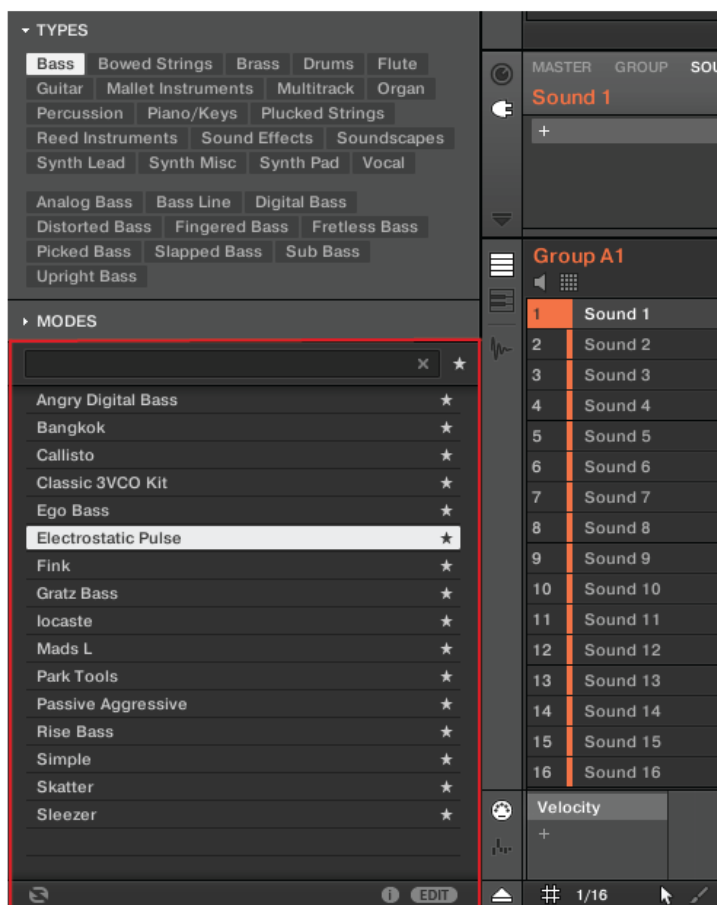 TYPES
Bass Bowed Strings Brass Drums Flute
Guitar Mallet Instruments Multitrack Organ
Percussion Piano/Keys Plucked Strings
Reed Instruments Sound Effects Soundscapes
Synth Lead Synth Misc Synth Pad Vocal
Analog Bass Bass Line Digital Bass
Distorted Bass Fingered Bass Fretless Bass
Picked Bass Slapped Bass Sub Bass
Upright Bass
MODES
Angry Digital Bass
Bangkok
Callisto
Classic 3VCO Kit
Ego Bass
Electrostatic Pulse
Fink
Gratz Bass
locaste
Mads L
Park Tools
Passive Aggressive
Rise Bass
Simple
Skatter
Sleezer
EDIT
MASTER GROUP SOU
Sound 1
+
Group A1
1 Sound 1
2 Sound 2
3 Sound 3
4 Sound 4
5 Sound 5
6 Sound 6
7 Sound 7
8 Sound 8
9 Sound 9
10 Sound 10
11 Sound 11
12 Sound 12
13 Sound 13
14 Sound 14
15 Sound 15
16 Sound 16
Velocity
+
1/16